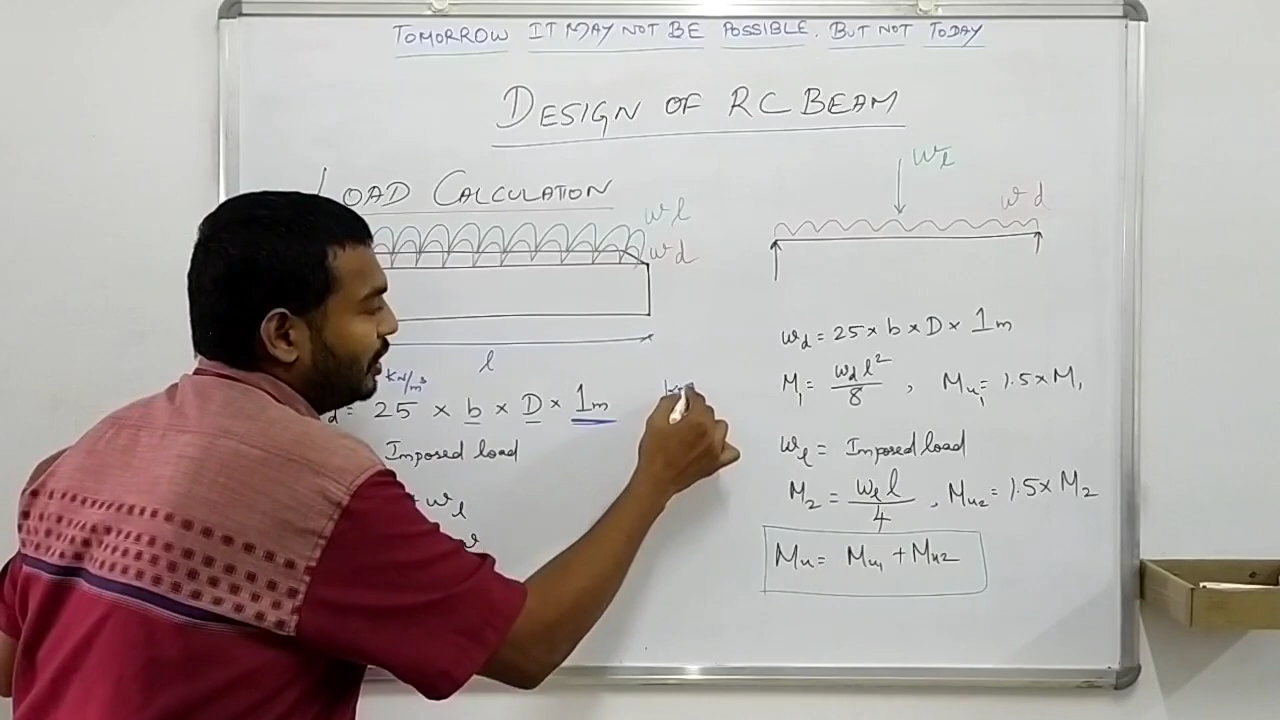 TOMORROW IT MAY NOT BE POSSIBLE. BUT NOT TODAY
DESIGN OF RC BEAM
LOAD CALCULATION
wl
wd
l
kN/m³
d = 25 × b × D × 1m
Imposed load
+ wl
wl
wd
wd = 25 × b × D × 1m
M1 = wd l² / 8 , Mu1 = 1.5 × M1
wl = Imposed load
M2 = wl l / 4 , Mu2 = 1.5 × M2
Mu = Mu1 + Mu2